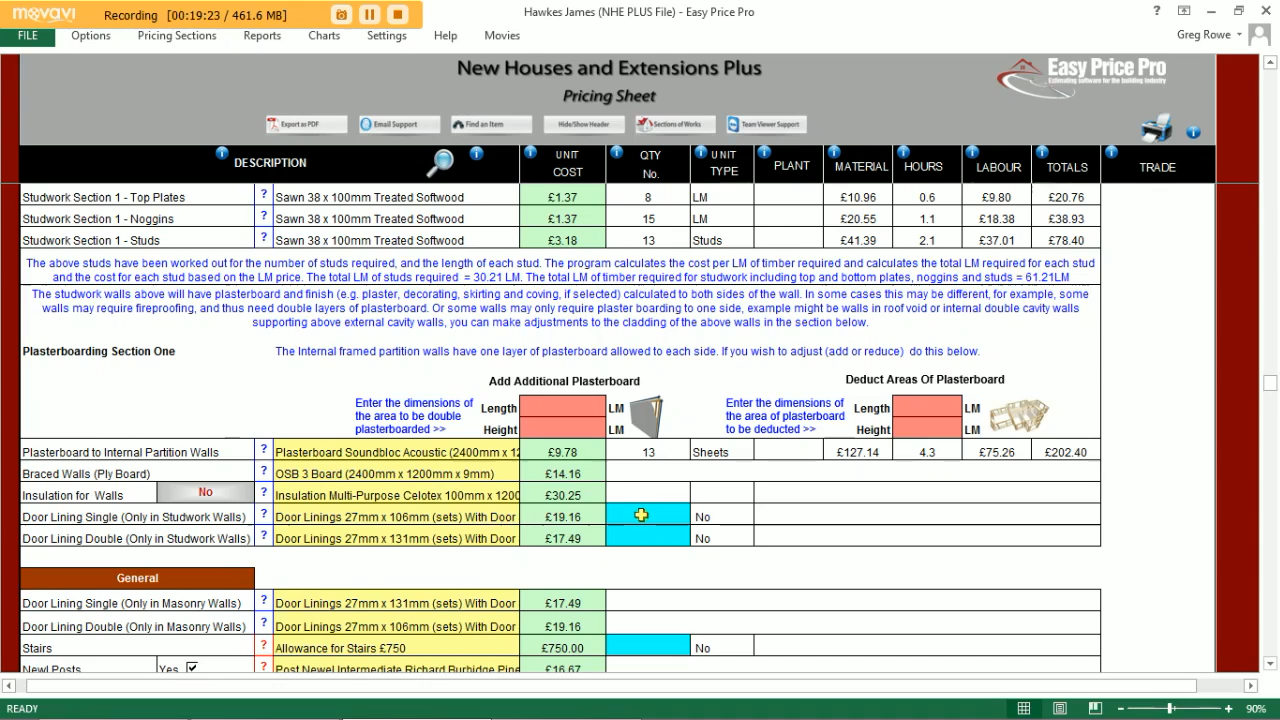 movavi
Recording [00:19:23 / 461.6 MB]
Hawkes James (NHE PLUS File) - Easy Price Pro
?
FILE Options Pricing Sections Reports Charts Settings Help Movies Greg Rowe
New Houses and Extensions Plus
Pricing Sheet
Easy Price Pro
Estimating software for the building industry
Export as PDF Email Support Find an Item Hide/Show Header Sections of Works Team Viewer Support
DESCRIPTION UNIT COST QTY No. UNIT TYPE PLANT MATERIAL HOURS LABOUR TOTALS TRADE
Studwork Section 1 - Top Plates ? Sawn 38 x 100mm Treated Softwood £1.37 8 LM £10.96 0.6 £9.80 £20.76
Studwork Section 1 - Noggins ? Sawn 38 x 100mm Treated Softwood £1.37 15 LM £20.55 1.1 £18.38 £38.93
Studwork Section 1 - Studs ? Sawn 38 x 100mm Treated Softwood £3.18 13 Studs £41.39 2.1 £37.01 £78.40
The above studs have been worked out for the number of studs required, and the length of each stud. The program calculates the cost per LM of timber required and calculates the total LM required for each stud
and the cost for each stud based on the LM price. The total LM of studs required = 30.21 LM. The total LM of timber required for studwork including top and bottom plates, noggins and studs = 61.21LM
The studwork walls above will have plasterboard and finish (e.g. plaster, decorating, skirting and coving, if selected) calculated to both sides of the wall. In some cases this may be different, for example, some
walls may require fireproofing, and thus need double layers of plasterboard. Or some walls may only require plaster boarding to one side, example might be walls in roof void or internal double cavity walls
supporting above external cavity walls, you can make adjustments to the cladding of the above walls in the section below.
Plasterboarding Section One The Internal framed partition walls have one layer of plasterboard allowed to each side. If you wish to adjust (add or reduce) do this below.
Add Additional Plasterboard Deduct Areas Of Plasterboard
Enter the dimensions of the area to be double plasterboarded >> Length LM Height LM
Enter the dimensions of the area of plasterboard to be deducted >> Length LM Height LM
Plasterboard to Internal Partition Walls ? Plasterboard Soundbloc Acoustic (2400mm x 12 £9.78 13 Sheets £127.14 4.3 £75.26 £202.40
Braced Walls (Ply Board) ? OSB 3 Board (2400mm x 1200mm x 9mm) £14.16
Insulation for Walls No ? Insulation Multi-Purpose Celotex 100mm x 1200 £30.25
Door Lining Single (Only in Studwork Walls) ? Door Linings 27mm x 106mm (sets) With Door £19.16 No
Door Lining Double (Only in Studwork Walls) ? Door Linings 27mm x 131mm (sets) With Door £17.49 No
General
Door Lining Single (Only in Masonry Walls) ? Door Linings 27mm x 131mm (sets) With Door £17.49
Door Lining Double (Only in Masonry Walls) ? Door Linings 27mm x 106mm (sets) With Door £19.16
Stairs ? Allowance for Stairs £750 £750.00 No
Newl Posts Yes ? Post Newel Intermediate Richard Burbidge Pine £16.67
READY 90%